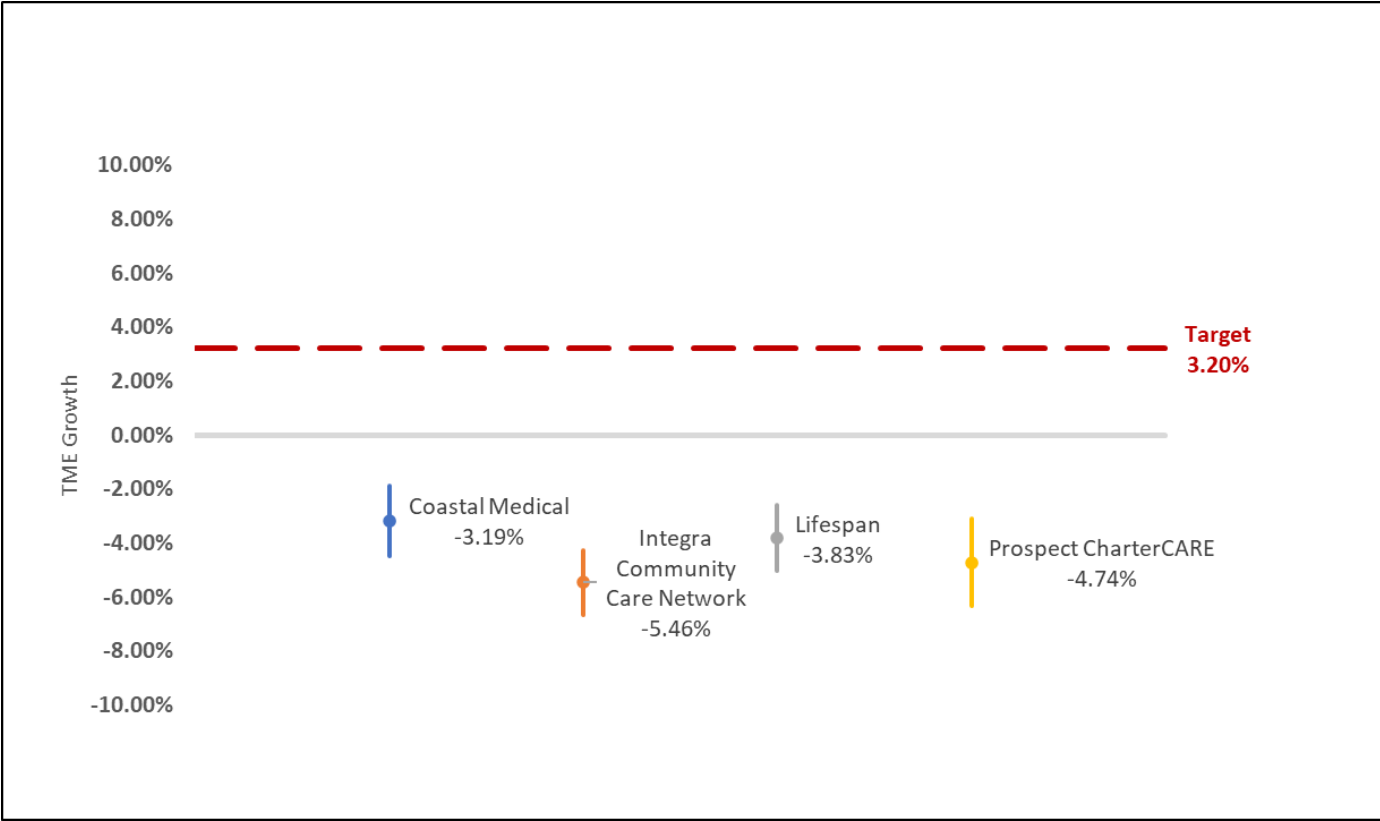 10.00%
8.00%
6.00%
4.00%
2.00%
0.00%
-2.00%
-4.00%
-6.00%
-8.00%
-10.00%
TME Growth
Target
3.20%
Coastal Medical
-3.19%
Integra
Community
Care Network
-5.46%
Lifespan
-3.83%
Prospect CharterCARE
-4.74%